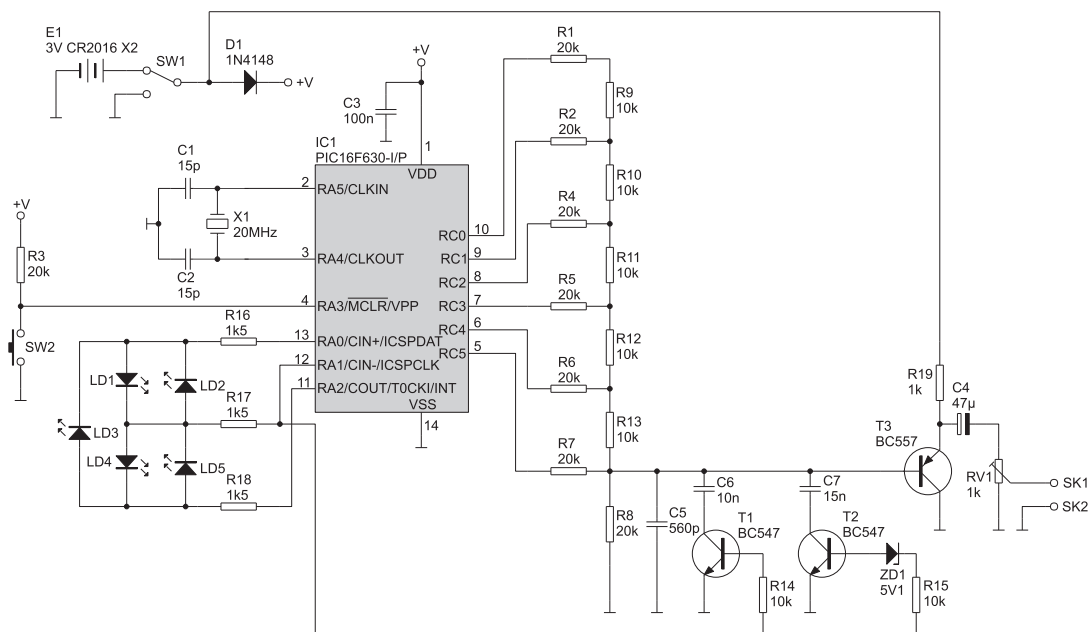 E1
3V CR2016 X2
SW1
D1
1N4148
+V
+V
C3
100n
IC1
PIC16F630-I/P
1
VDD
C1
15p
2
RA5/CLKIN
X1
20MHz
3
RA4/CLKOUT
C2
15p
+V
R3
20k
4
RA3/MCLR/VPP
SW2
R16
1k5
13
RA0/CIN+/ICSPDAT
12
RA1/CIN-/ICSPCLK
11
RA2/COUT/T0CKI/INT
VSS
14
LD1
LD2
LD3
LD4
LD5
R17
1k5
R18
1k5
RC0
10
RC1
9
RC2
8
RC3
7
RC4
6
RC5
5
R1
20k
R9
10k
R2
20k
R10
10k
R4
20k
R11
10k
R5
20k
R12
10k
R6
20k
R13
10k
R7
20k
R8
20k
C5
560p
C6
10n
T1
BC547
R14
10k
C7
15n
T2
BC547
ZD1
5V1
R15
10k
R19
1k
C4
47µ
T3
BC557
RV1
1k
SK1
SK2